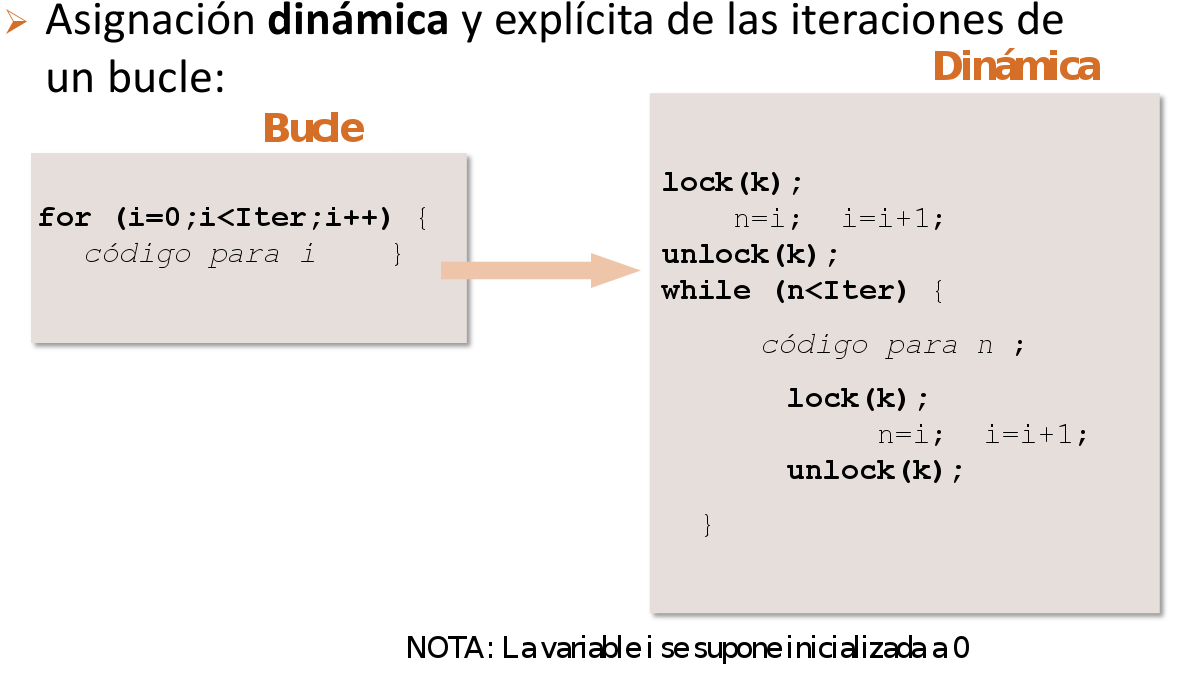 ➢ Asignación dinámica y explícita de las iteraciones de
un bucle:
Dinámica
Bucle
for (i=0;i<Iter;i++) {
código para i }
lock(k);
n=i; i=i+1;
unlock(k);
while (n<Iter) {
código para n ;
lock(k);
n=i; i=i+1;
unlock(k);
}
NOTA: La variable i se supone inicializada a 0